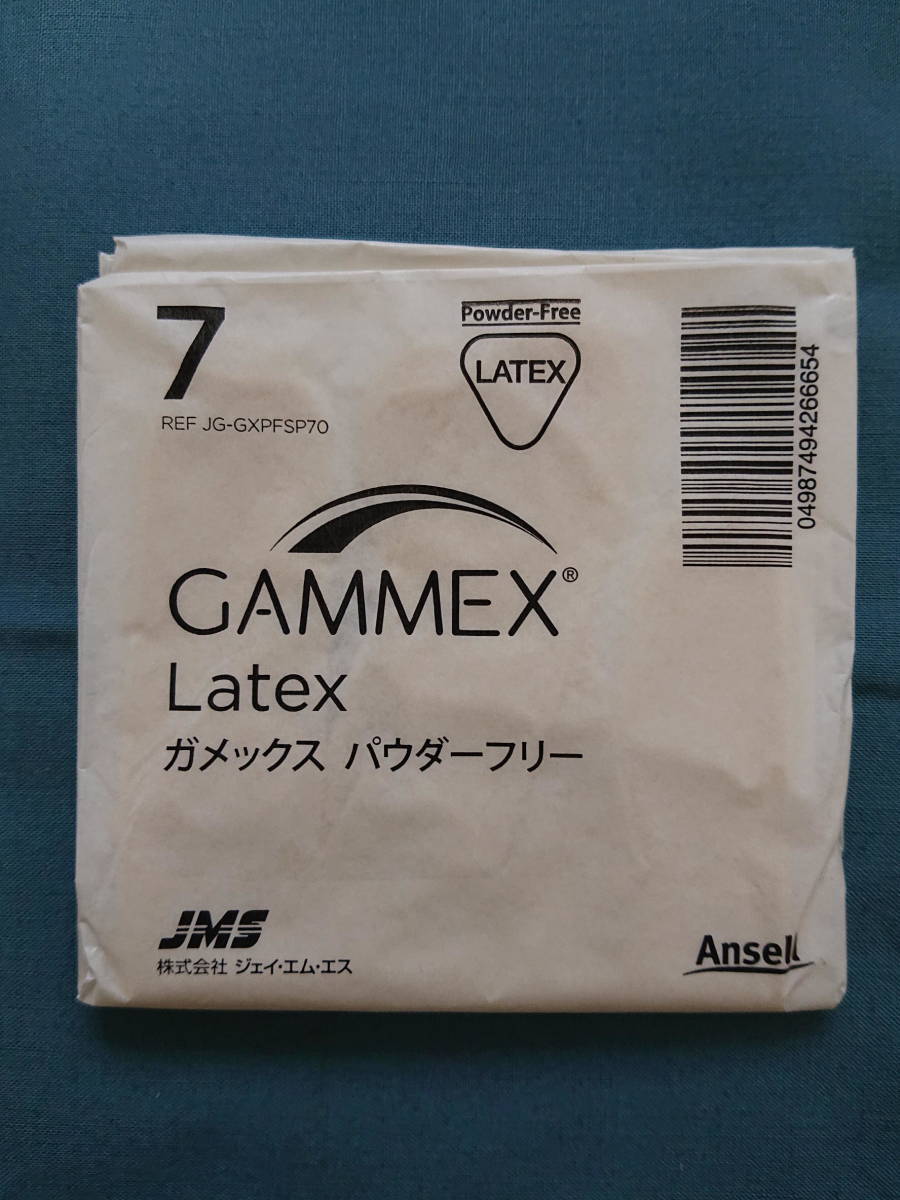 7
REF JG-GXPFSP70
Powder-Free
LATEX
04987494266654
GAMMEX®
Latex
ガメックス パウダーフリー
JMS
株式会社 ジェイ・エム・エス
Ansell